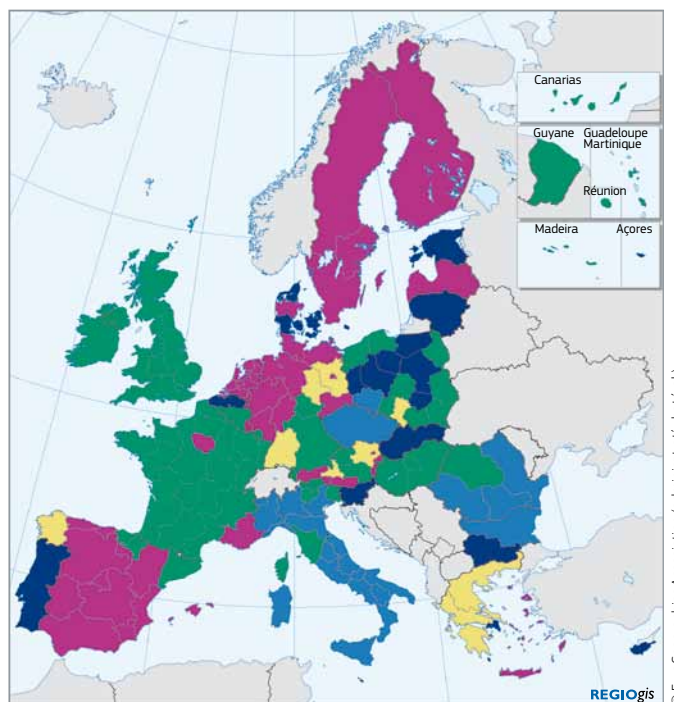 Canarias
Guyane
Guadeloupe
Martinique
Réunion
Madeira
Açores
REGIOgis